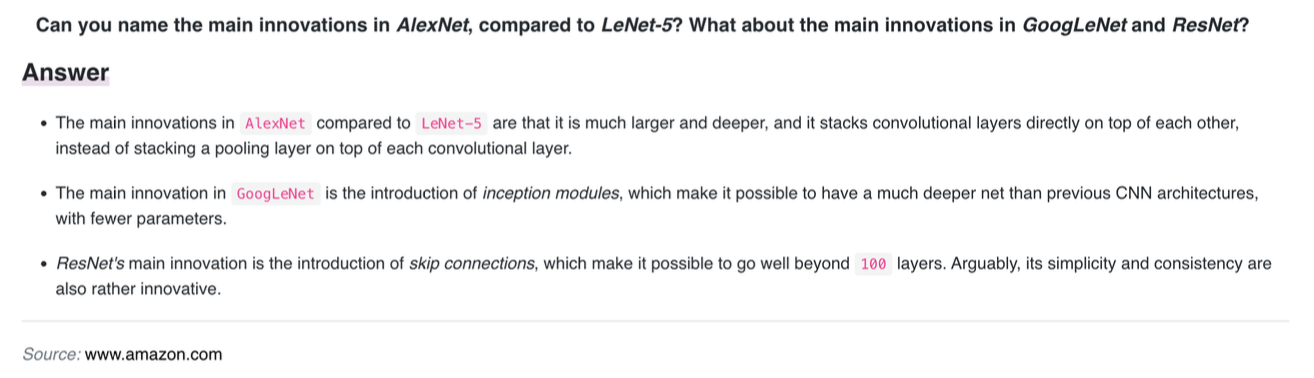 Can you name the main innovations in AlexNet, compared to LeNet-5? What about the main innovations in GoogLeNet and ResNet?
Answer
• The main innovations in AlexNet compared to LeNet-5 are that it is much larger and deeper, and it stacks convolutional layers directly on top of each other,
instead of stacking a pooling layer on top of each convolutional layer.
• The main innovation in GoogLeNet is the introduction of inception modules, which make it possible to have a much deeper net than previous CNN architectures,
with fewer parameters.
• ResNet's main innovation is the introduction of skip connections, which make it possible to go well beyond 100 layers. Arguably, its simplicity and consistency are
also rather innovative.
Source: www.amazon.com